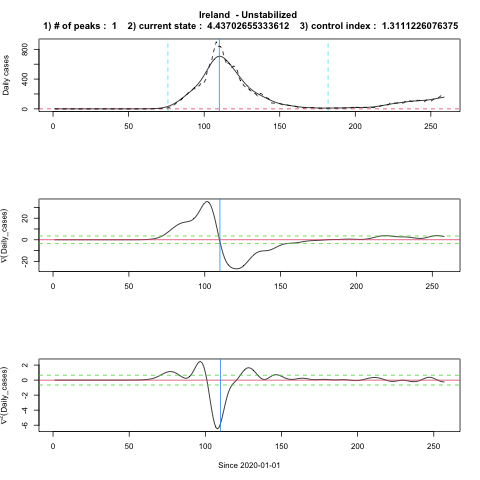 Ireland - Unstabilized
1) # of peaks : 1 2) current state : 4.43702655333612 3) control index : 1.3111226076375
Daily cases
800
400
0
0 50 100 150 200 250
∇(Daily_cases)
20
0
-20
0 50 100 150 200 250
∇²(Daily_cases)
2
0
-2
-4
-6
0 50 100 150 200 250
Since 2020-01-01